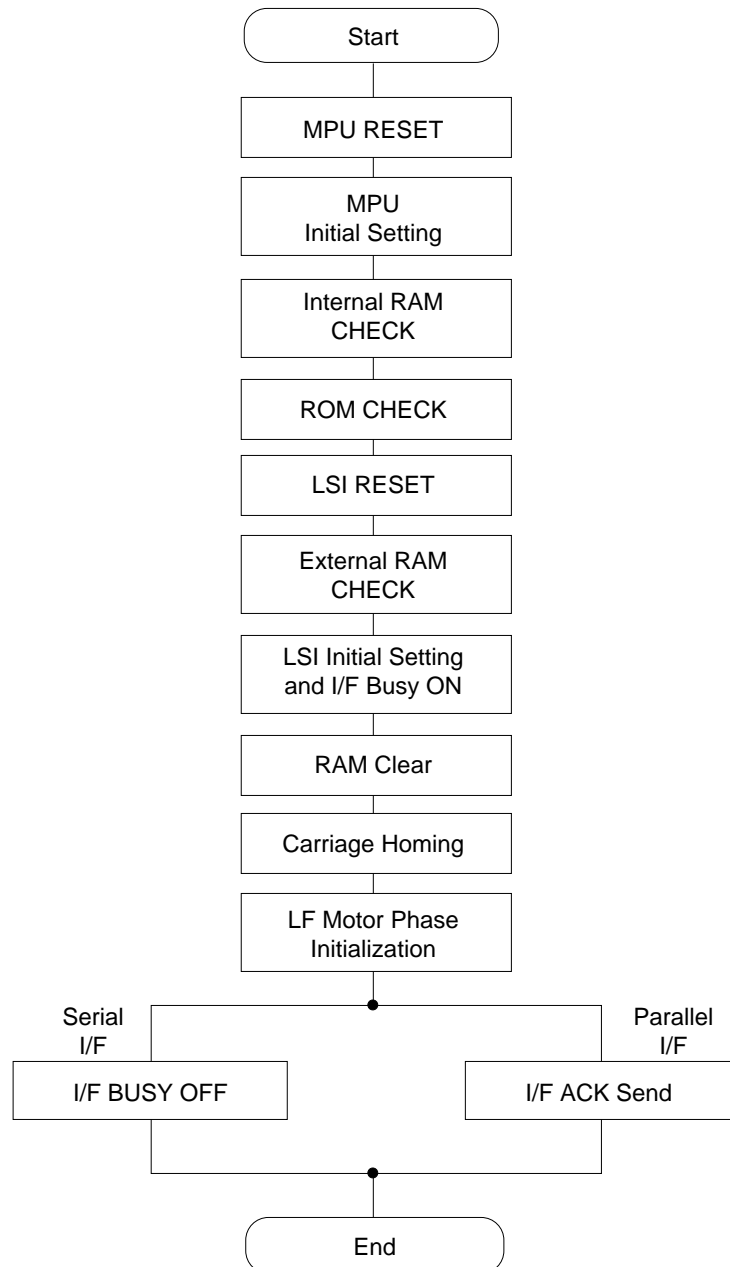 Start
MPU RESET
MPU
Initial Setting
Internal RAM
CHECK
ROM CHECK
LSI RESET
External RAM
CHECK
LSI Initial Setting
and I/F Busy ON
RAM Clear
Carriage Homing
LF Motor Phase
Initialization
Serial
I/F
Parallel
I/F
I/F BUSY OFF
I/F ACK Send
End